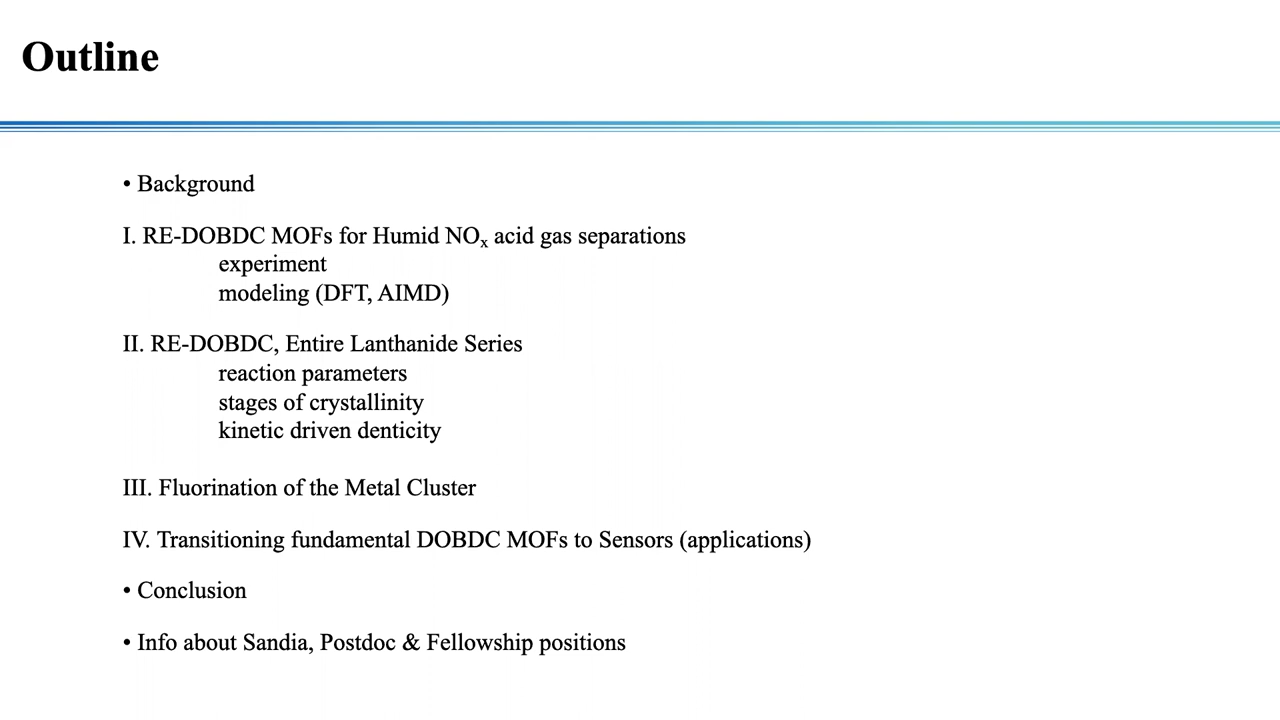 Outline
• Background
I. RE-DOBDC MOFs for Humid NOx acid gas separations
experiment
modeling (DFT, AIMD)
II. RE-DOBDC, Entire Lanthanide Series
reaction parameters
stages of crystallinity
kinetic driven denticity
III. Fluorination of the Metal Cluster
IV. Transitioning fundamental DOBDC MOFs to Sensors (applications)
• Conclusion
• Info about Sandia, Postdoc & Fellowship positions